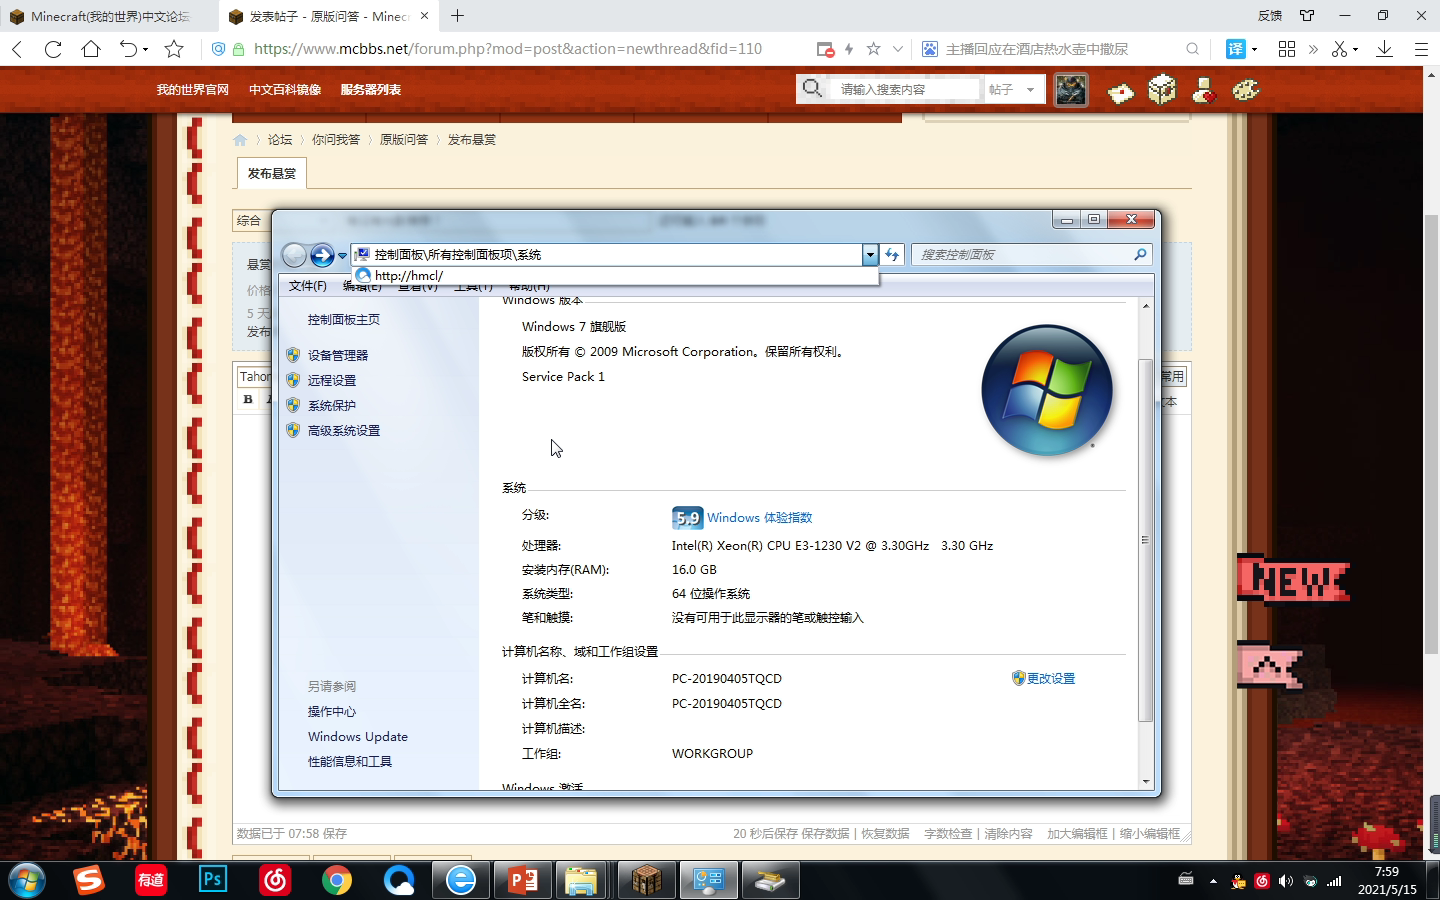 Minecraft(我的世界)中文论坛
发表帖子 - 原版问答 - Minec
反馈
https://www.mcbbs.net/forum.php?mod=post&action=newthread&fid=110
主播回应在酒店热水壶中撒尿
译
我的世界官网 中文百科镜像 服务器列表
请输入搜索内容 帖子
论坛 你问我答 原版问答 发布悬赏
发布悬赏
综合
控制面板\所有控制面板项\系统
搜索控制面板
http://hmcl/
悬赏
价格
5 天
发布
文件(F) 编辑(E) 查看(V) 工具(T) 帮助(H)
Windows 版本
控制面板主页
Windows 7 旗舰版
设备管理器
版权所有 © 2009 Microsoft Corporation。保留所有权利。
远程设置
Service Pack 1
系统保护
高级系统设置
Tahor
常用
B I
文本
系统
分级:
5.9 Windows 体验指数
处理器:
Intel(R) Xeon(R) CPU E3-1230 V2 @ 3.30GHz 3.30 GHz
安装内存(RAM):
16.0 GB
系统类型:
64 位操作系统
笔和触摸:
没有可用于此显示器的笔或触控输入
NEW
计算机名称、域和工作组设置
计算机名:
PC-20190405TQCD
更改设置
计算机全名:
PC-20190405TQCD
计算机描述:
工作组:
WORKGROUP
Windows 激活
另请参阅
操作中心
Windows Update
性能信息和工具
数据已于 07:58 保存
20 秒后保存 保存数据 | 恢复数据 字数检查 | 清除内容 加大编辑框 | 缩小编辑框
有道
Ps
7:59
2021/5/15